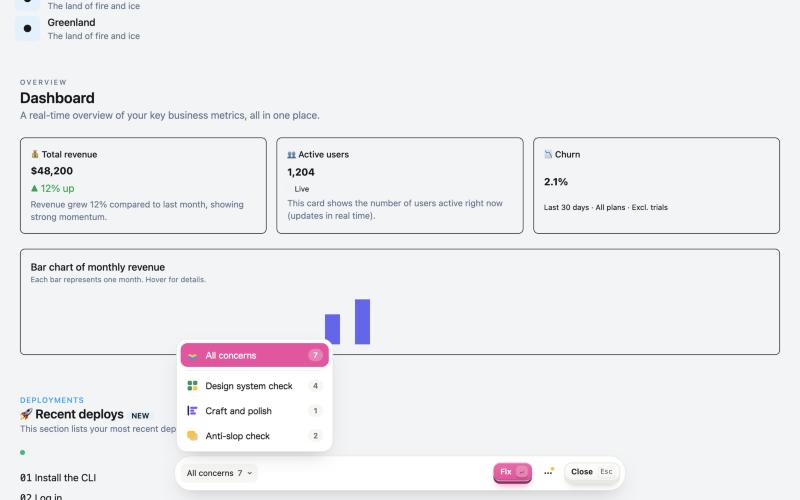 The land of fire and ice
Greenland
The land of fire and ice
OVERVIEW
Dashboard
A real-time overview of your key business metrics, all in one place.
Total revenue
$48,200
12% up
Revenue grew 12% compared to last month, showing
strong momentum.
Active users
1,204
Live
This card shows the number of users active right now
(updates in real time).
Churn
2.1%
Last 30 days · All plans · Excl. trials
Bar chart of monthly revenue
Each bar represents one month. Hover for details.
All concerns 7
Design system check 4
Craft and polish 1
Anti-slop check 2
DEPLOYMENTS
🚀 Recent deploys NEW
This section lists your most recent dep
01 Install the CLI
02 Log in
All concerns 7
Fix
Close Esc